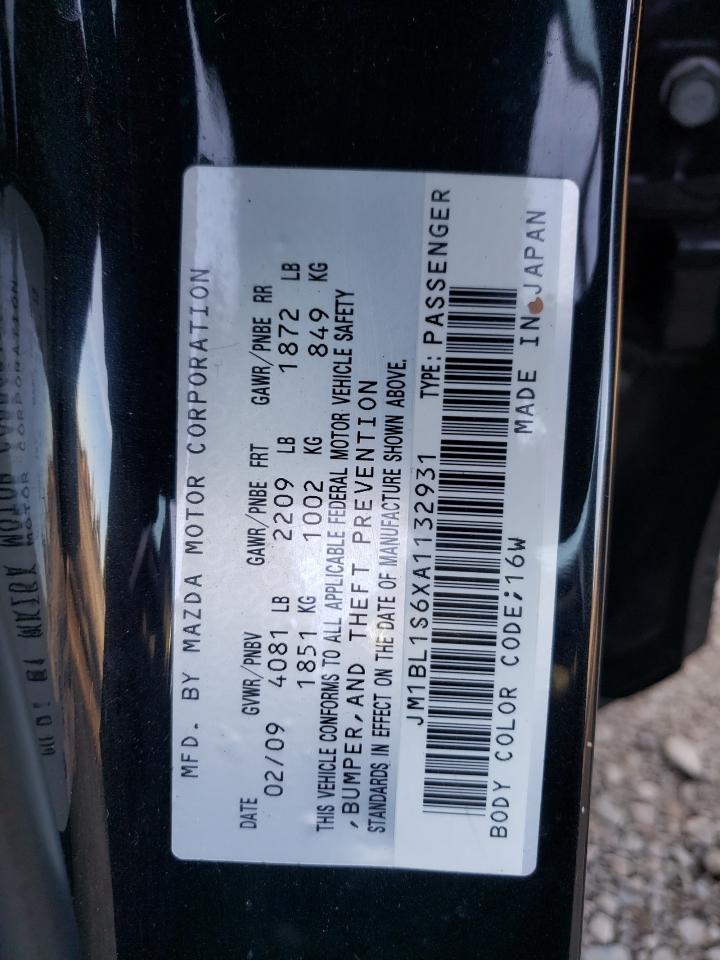 MFD. BY MAZDA MOTOR CORPORATION
DATE GVWR/PNBV GAWR/PNBE FRT GAWR/PNBE RR
02/09 4081 LB 2209 LB 1872 LB
1851 KG 1002 KG 849 KG
THIS VEHICLE CONFORMS TO ALL APPLICABLE FEDERAL MOTOR VEHICLE SAFETY
,BUMPER,AND THEFT PREVENTION
STANDARDS IN EFFECT ON THE DATE OF MANUFACTURE SHOWN ABOVE.
JM1BL1S6XA1132931 TYPE: PASSENGER
BODY COLOR CODE;16W
MADE IN JAPAN